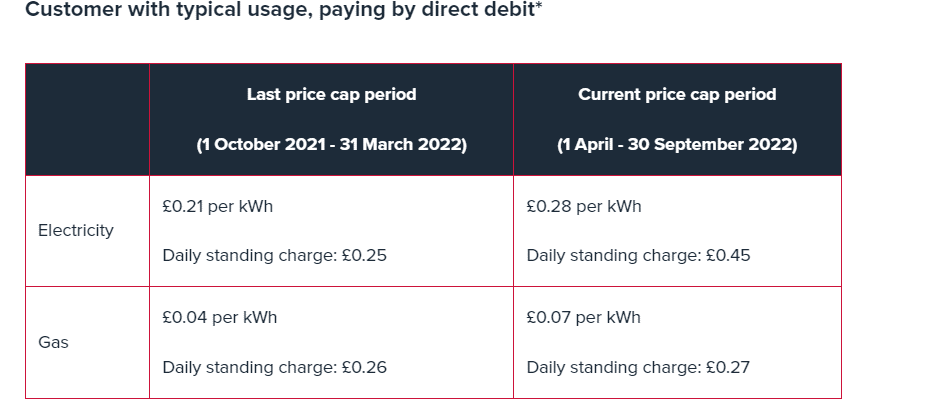 Customer with typical usage, paying by direct debit*
Last price cap period
(1 October 2021 - 31 March 2022)
Current price cap period
(1 April - 30 September 2022)
Electricity
£0.21 per kWh
Daily standing charge: £0.25
£0.28 per kWh
Daily standing charge: £0.45
Gas
£0.04 per kWh
Daily standing charge: £0.26
£0.07 per kWh
Daily standing charge: £0.27